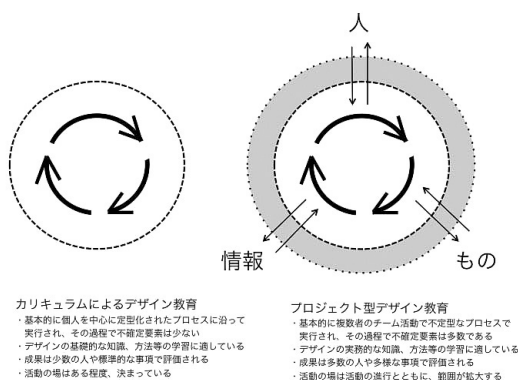 人
情報
もの
カリキュラムによるデザイン教育
・基本的に個人を中心に定型化されたプロセスに沿って
実行され、その過程で不確定要素は少ない
・デザインの基礎的な知識、方法等の学習に適している
・成果は少数の人や標準的な事項で評価される
・活動の場はある程度、決まっている
プロジェクト型デザイン教育
・基本的に複数者のチーム活動で不定型なプロセスで
実行され、その過程で不確定要素は多数である
・デザインの実務的な知識、方法等の学習に適している
・成果は多数の人や多様な事項で評価される
・活動の場は活動の進行とともに、範囲が拡大する